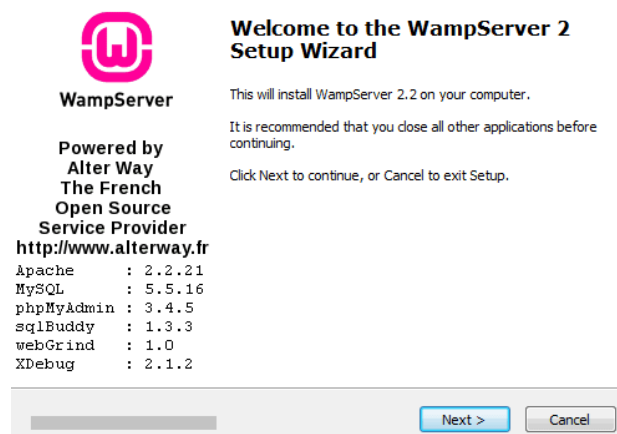 WampServer
Powered by
Alter Way
The French
Open Source
Service Provider
http://www.alterway.fr
Apache : 2.2.21
MySQL : 5.5.16
phpMyAdmin : 3.4.5
sqlBuddy : 1.3.3
webGrind : 1.0
XDebug : 2.1.2
Welcome to the WampServer 2
Setup Wizard
This will install WampServer 2.2 on your computer.
It is recommended that you close all other applications before
continuing.
Click Next to continue, or Cancel to exit Setup.
Next >
Cancel